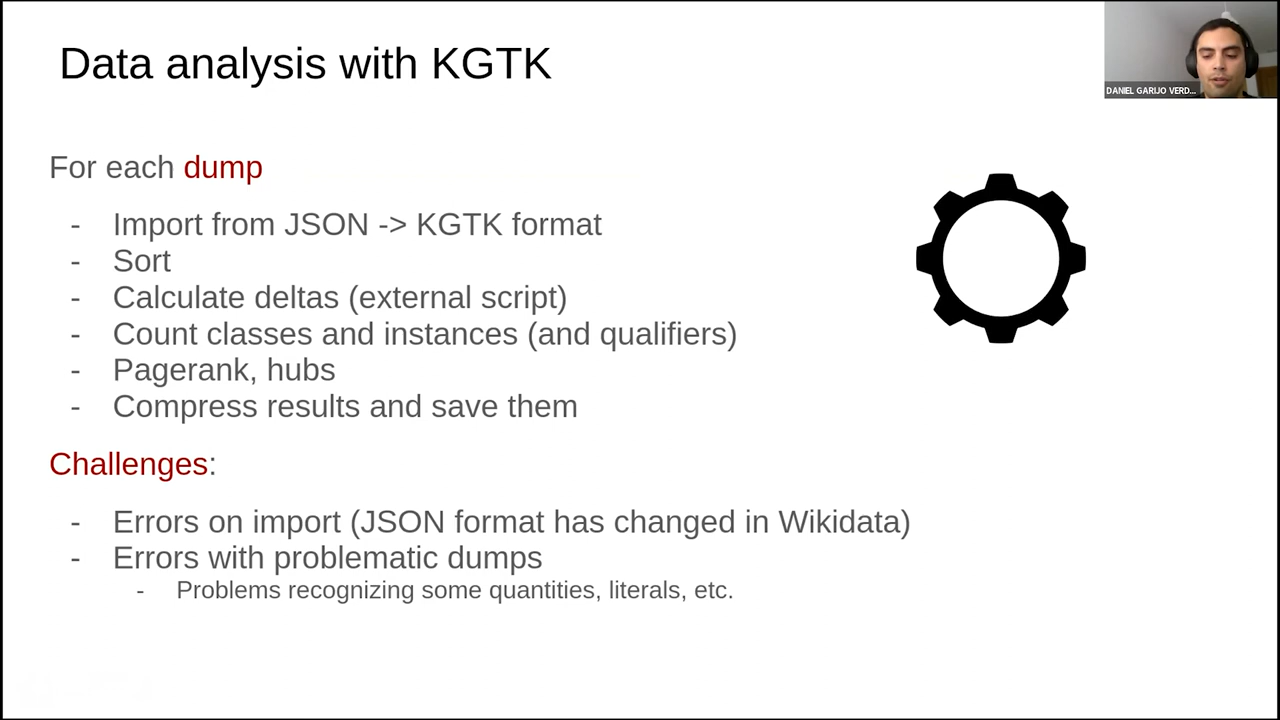 Data analysis with KGTK
DANIEL GARIJO VERD...
For each dump
- Import from JSON -> KGTK format
- Sort
- Calculate deltas (external script)
- Count classes and instances (and qualifiers)
- Pagerank, hubs
- Compress results and save them
Challenges:
- Errors on import (JSON format has changed in Wikidata)
- Errors with problematic dumps
- Problems recognizing some quantities, literals, etc.